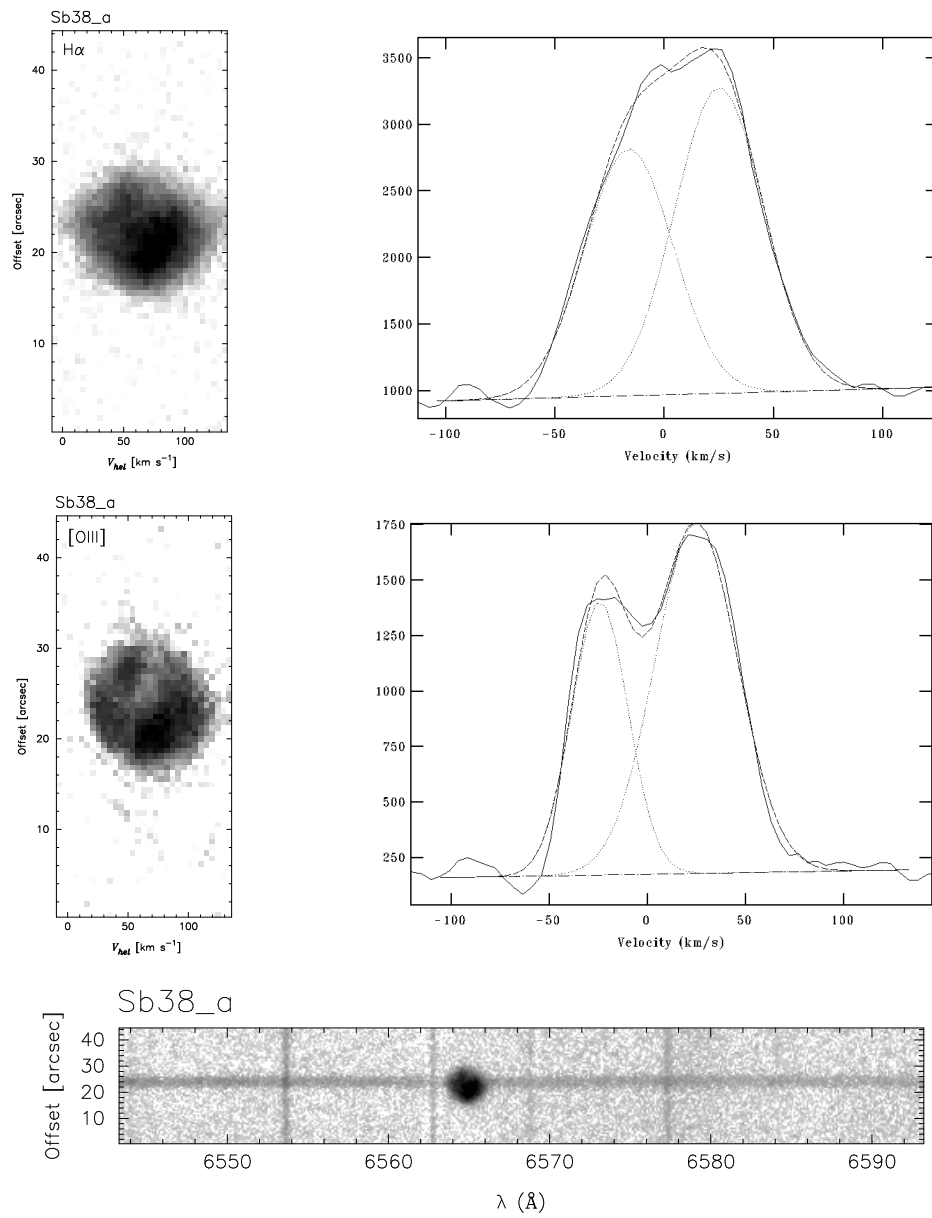 Sb38_a
Hα
40
30
20
10
Offset [arcsec]
0 50 100
V_hel [km s⁻¹]
3500
3000
2500
2000
1500
1000
-100 -50 0 50 100
Velocity (km/s)
Sb38_a
[OIII]
40
30
20
10
Offset [arcsec]
0 50 100
V_hel [km s⁻¹]
1750
1500
1250
1000
750
500
250
-100 -50 0 50 100
Velocity (km/s)
Sb38_a
Offset [arcsec]
40
30
20
10
6550 6560 6570 6580 6590
λ (Å)